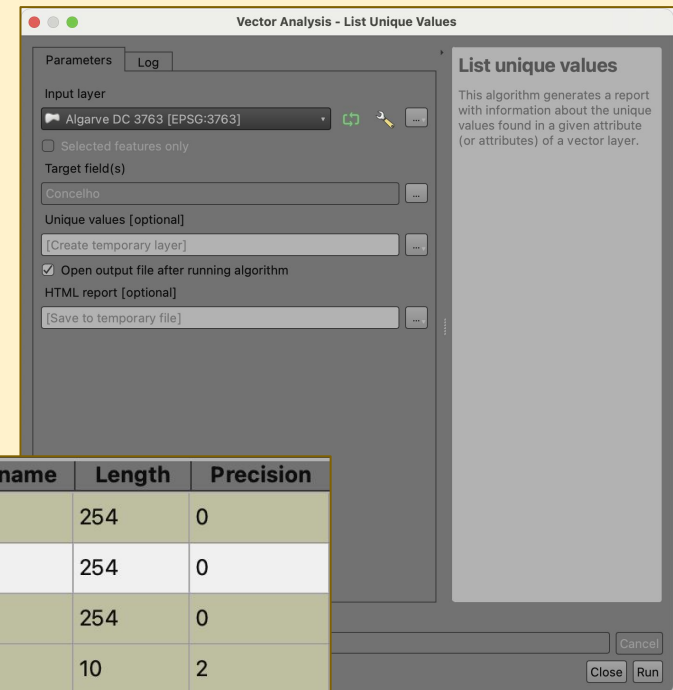 Vector Analysis - List Unique Values
Parameters
Log
Input layer
Algarve DC 3763 [EPSG:3763]
...
Selected features only
Target field(s)
Concelho
...
Unique values [optional]
[Create temporary layer]
...
Open output file after running algorithm
HTML report [optional]
[Save to temporary file]
...
List unique values
This algorithm generates a report
with information about the unique
values found in a given attribute
(or attributes) of a vector layer.
name Length Precision
254 0
254 0
254 0
10 2
Cancel
Close Run